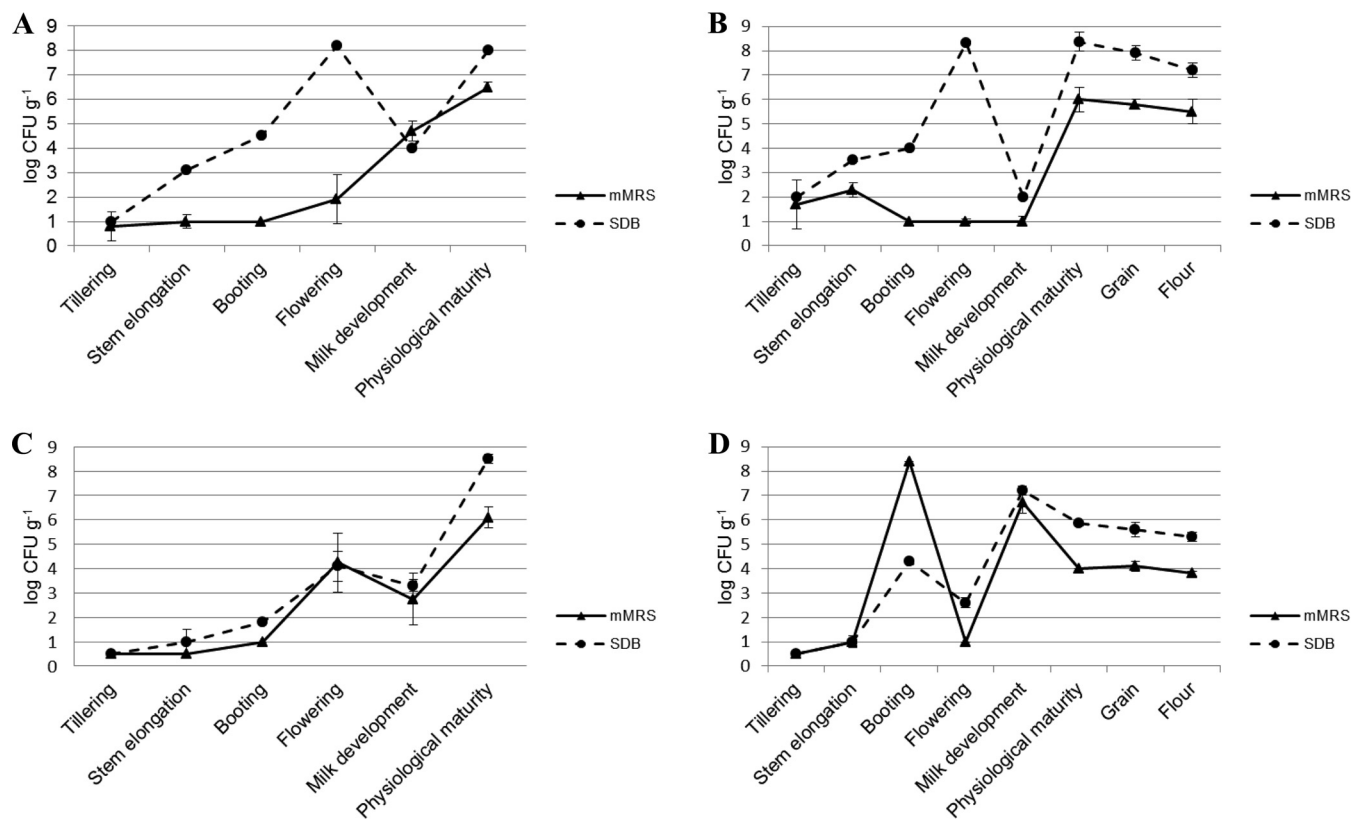 A
log CFU g⁻¹
9
8
7
6
5
4
3
2
1
0
Tillering
Stem elongation
Booting
Flowering
Milk development
Physiological maturity
mMRS
SDB
B
log CFU g⁻¹
9
8
7
6
5
4
3
2
1
0
Tillering
Stem elongation
Booting
Flowering
Milk development
Physiological maturity
Grain
Flour
mMRS
SDB
C
log CFU g⁻¹
9
8
7
6
5
4
3
2
1
0
Tillering
Stem elongation
Booting
Flowering
Milk development
Physiological maturity
mMRS
SDB
D
log CFU g⁻¹
9
8
7
6
5
4
3
2
1
0
Tillering
Stem elongation
Booting
Flowering
Milk development
Physiological maturity
Grain
Flour
mMRS
SDB